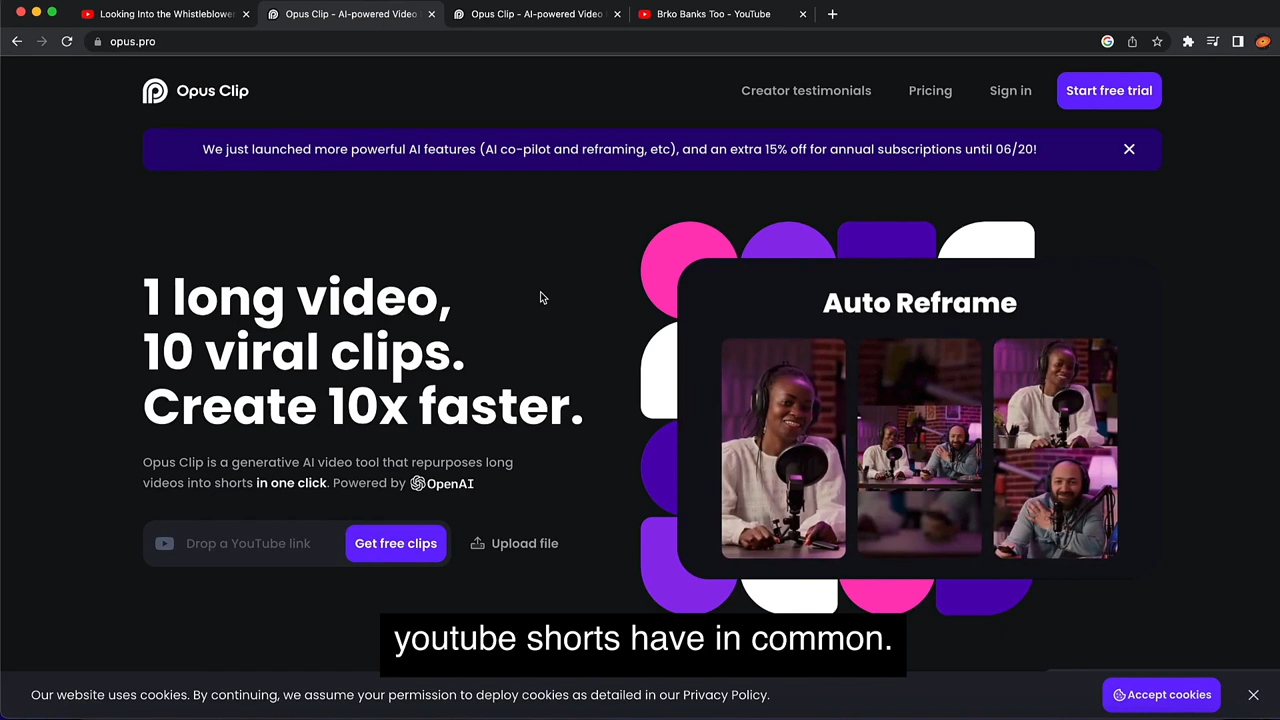 Looking Into the Whistleblower
Opus Clip - AI-powered Video
Opus Clip - AI-powered Video
Brko Banks Too - YouTube
opus.pro
Opus Clip
Creator testimonials
Pricing
Sign in
Start free trial
We just launched more powerful AI features (AI co-pilot and reframing, etc), and an extra 15% off for annual subscriptions until 06/20!
1 long video,
10 viral clips.
Create 10x faster.
Auto Reframe
Opus Clip is a generative AI video tool that repurposes long
videos into shorts in one click. Powered by OpenAI
Drop a YouTube link
Get free clips
Upload file
youtube shorts have in common.
Our website uses cookies. By continuing, we assume your permission to deploy cookies as detailed in our Privacy Policy.
Accept cookies